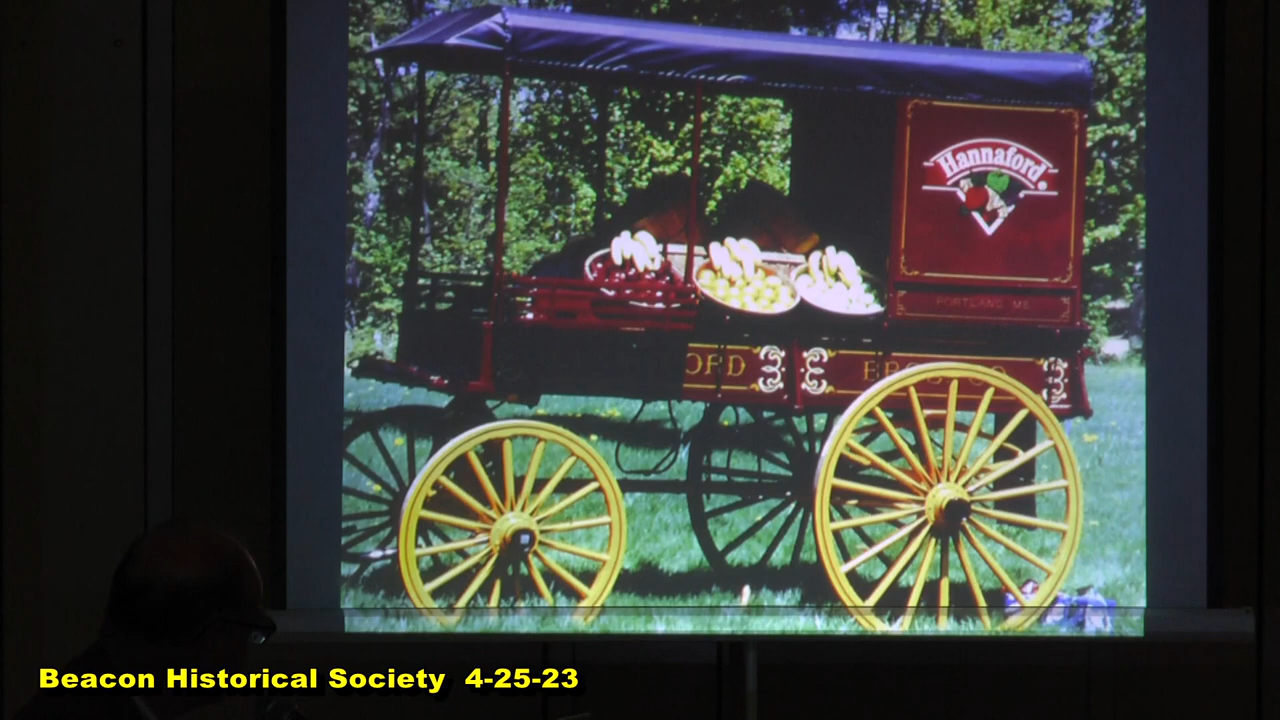 Hannaford®
PORTLAND ME.
ORD
BROS CO
Beacon Historical Society 4-25-23